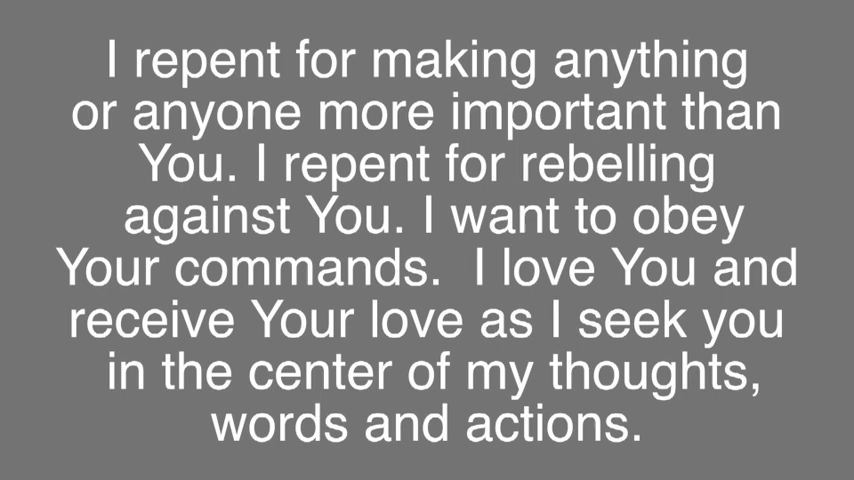 I repent for making anything
or anyone more important than
You. I repent for rebelling
against You. I want to obey
Your commands.  I love You and
receive Your love as I seek you
in the center of my thoughts,
words and actions.